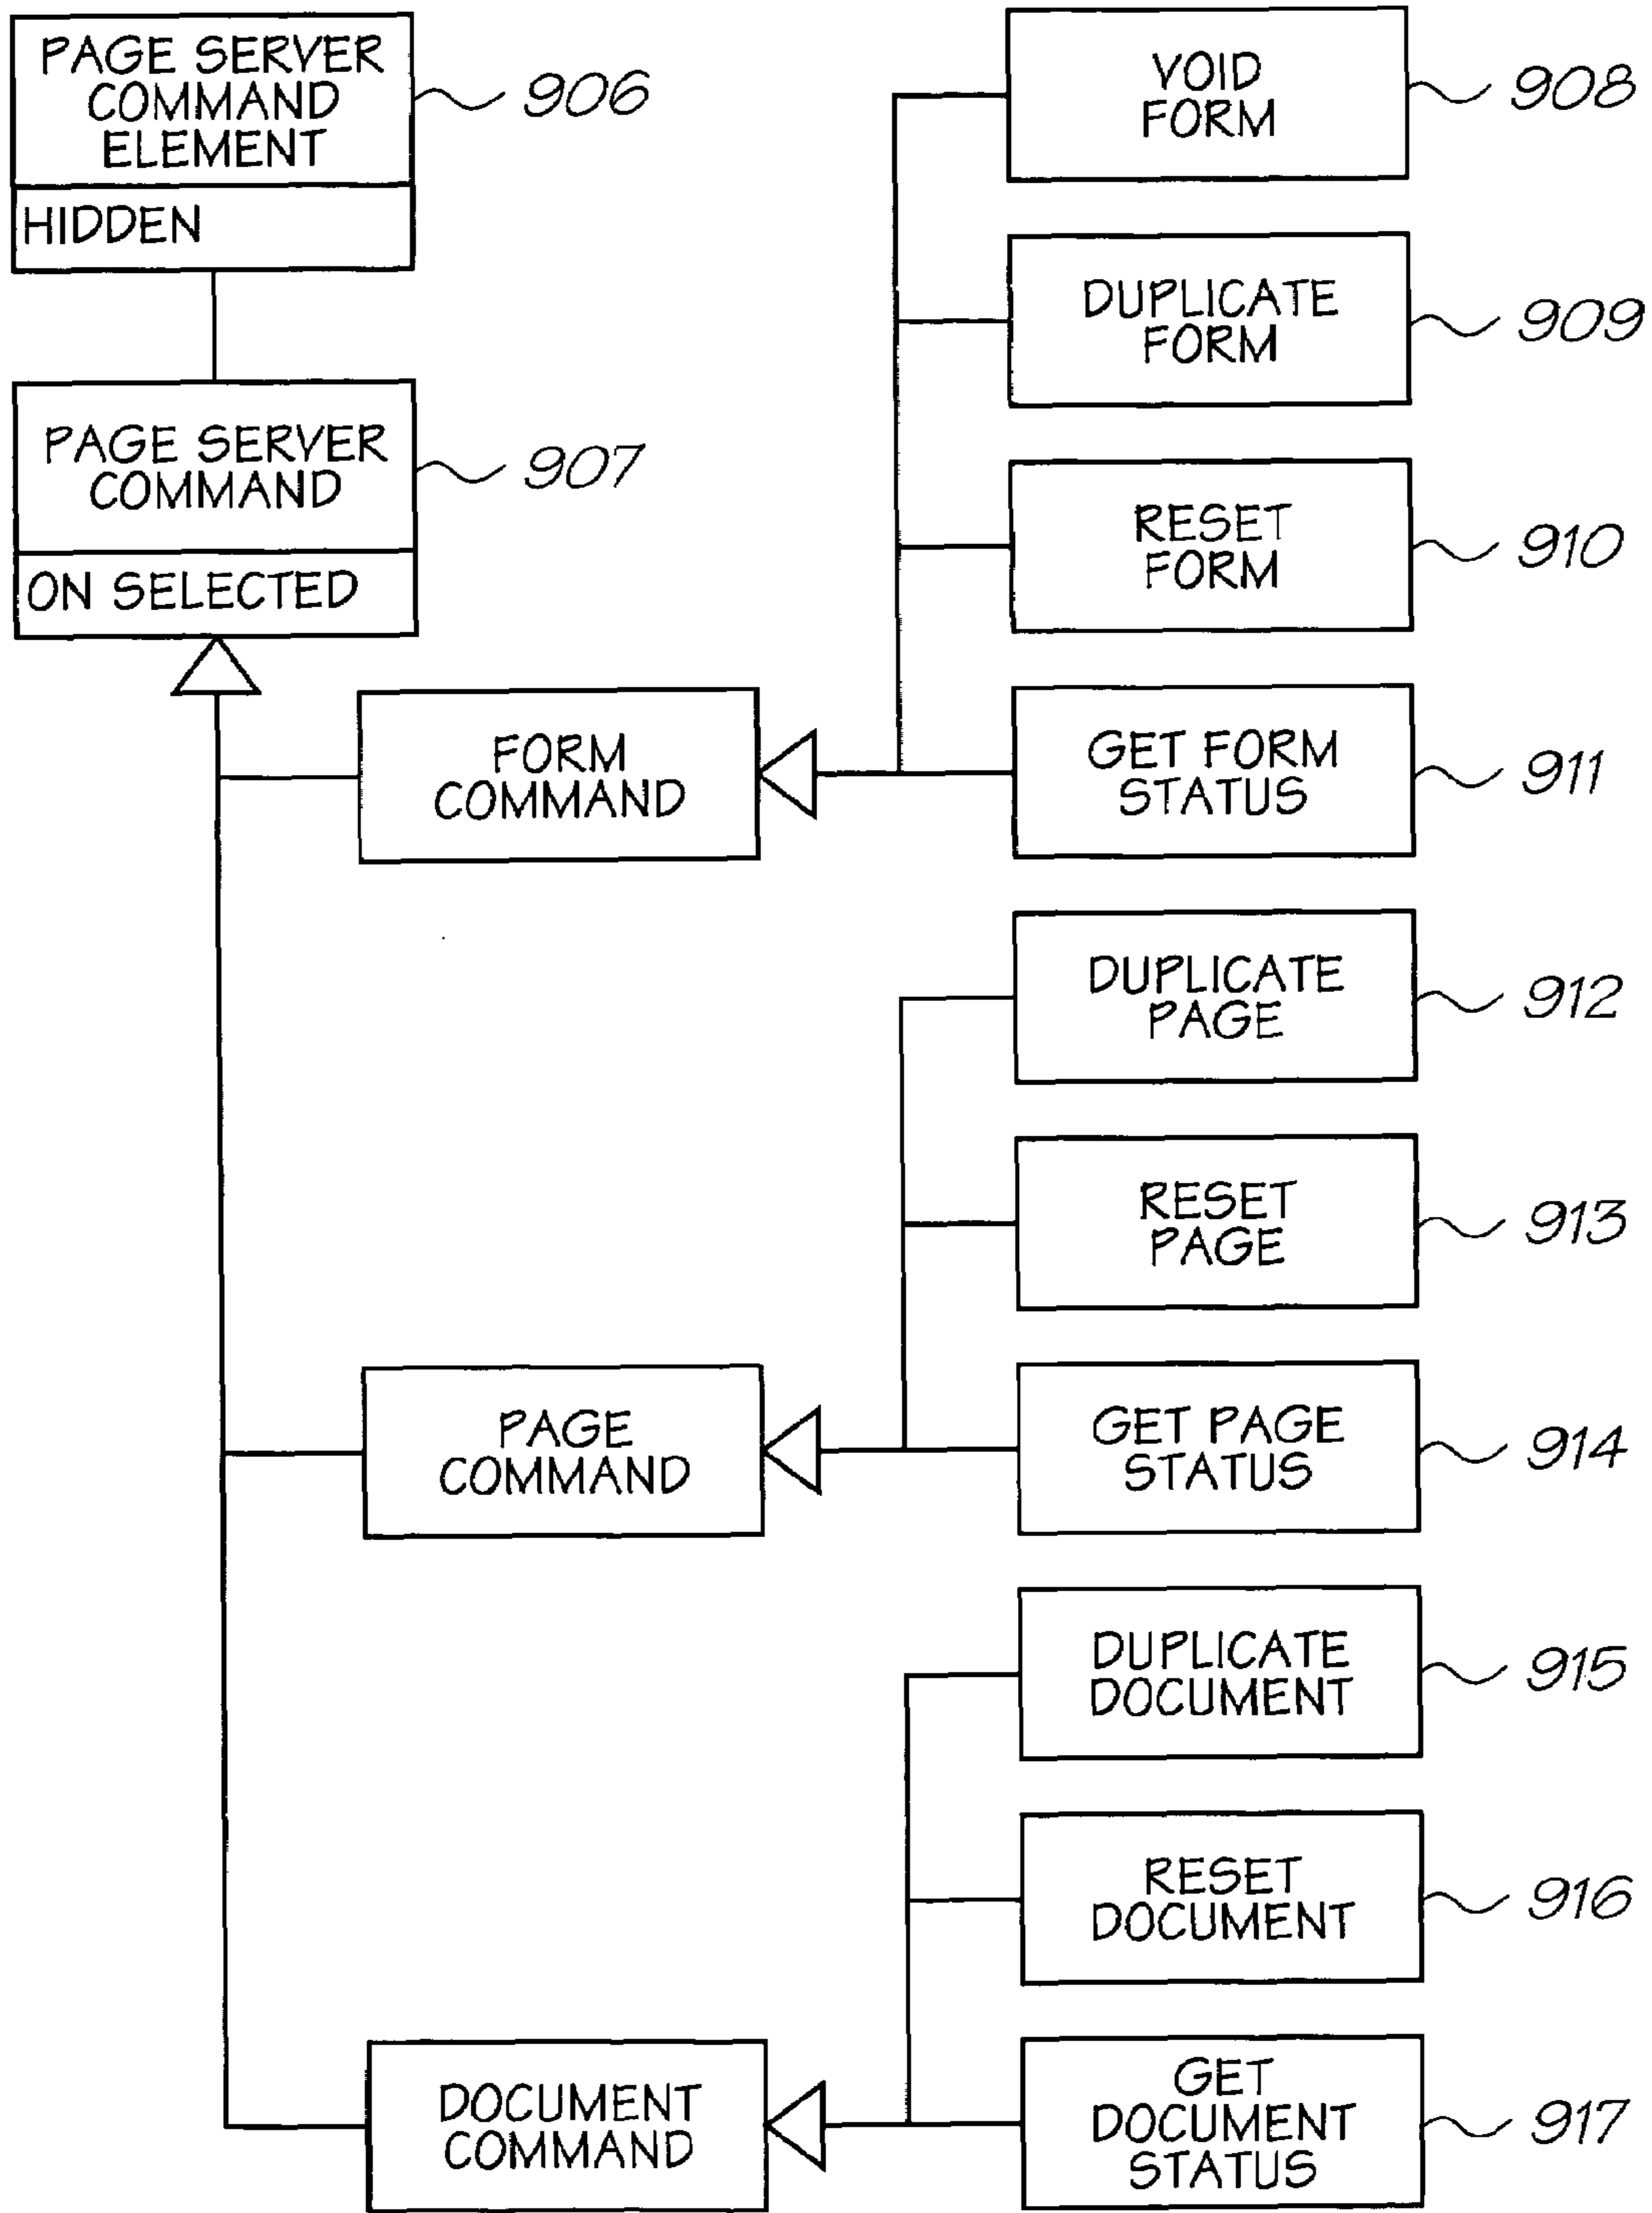 PAGE SERVER
COMMAND
ELEMENT
906
HIDDEN
PAGE SERVER
COMMAND
907
ON SELECTED
VOID
FORM
908
DUPLICATE
FORM
909
RESET
FORM
910
FORM
COMMAND
GET FORM
STATUS
911
DUPLICATE
PAGE
912
RESET
PAGE
913
PAGE
COMMAND
GET PAGE
STATUS
914
DUPLICATE
DOCUMENT
915
RESET
DOCUMENT
916
DOCUMENT
COMMAND
GET
DOCUMENT
STATUS
917